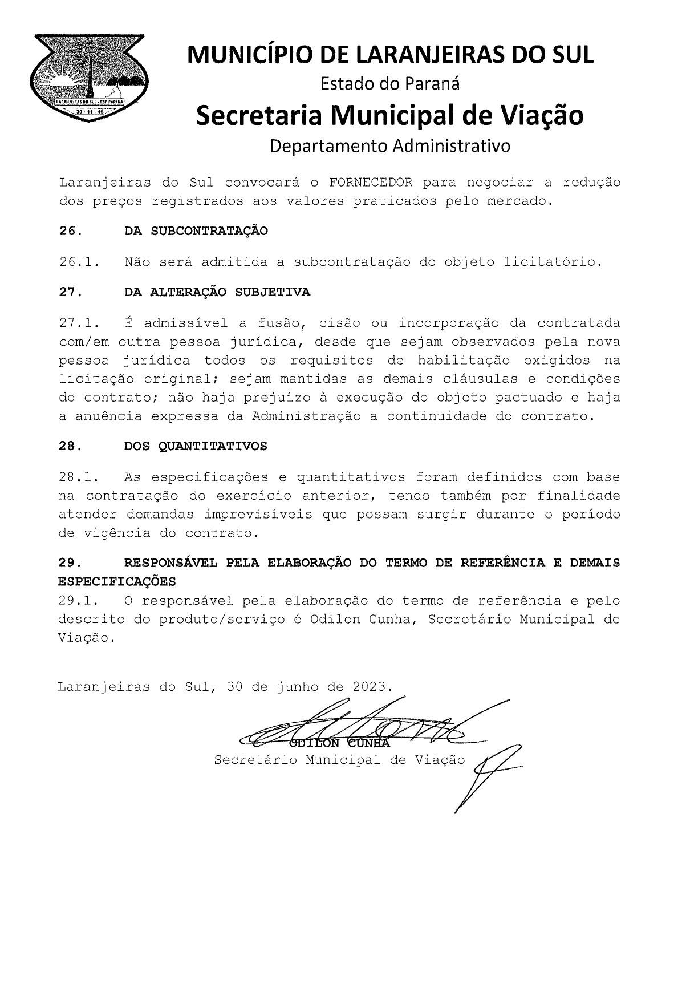 MUNICÍPIO DE LARANJEIRAS DO SUL
Estado do Paraná
Secretaria Municipal de Viação
Departamento Administrativo
LARANJEIRAS DO SUL - EST. PARANÁ
30 - 11 - 46
Laranjeiras do Sul convocará o FORNECEDOR para negociar a redução
dos preços registrados aos valores praticados pelo mercado.
26. DA SUBCONTRATAÇÃO
26.1. Não será admitida a subcontratação do objeto licitatório.
27. DA ALTERAÇÃO SUBJETIVA
27.1. É admissível a fusão, cisão ou incorporação da contratada
com/em outra pessoa jurídica, desde que sejam observados pela nova
pessoa jurídica todos os requisitos de habilitação exigidos na
licitação original; sejam mantidas as demais cláusulas e condições
do contrato; não haja prejuízo à execução do objeto pactuado e haja
a anuência expressa da Administração a continuidade do contrato.
28. DOS QUANTITATIVOS
28.1. As especificações e quantitativos foram definidos com base
na contratação do exercício anterior, tendo também por finalidade
atender demandas imprevisíveis que possam surgir durante o período
de vigência do contrato.
29. RESPONSÁVEL PELA ELABORAÇÃO DO TERMO DE REFERÊNCIA E DEMAIS
ESPECIFICAÇÕES
29.1. O responsável pela elaboração do termo de referência e pelo
descrito do produto/serviço é Odilon Cunha, Secretário Municipal de
Viação.
Laranjeiras do Sul, 30 de junho de 2023.
ODILON CUNHA
Secretário Municipal de Viação